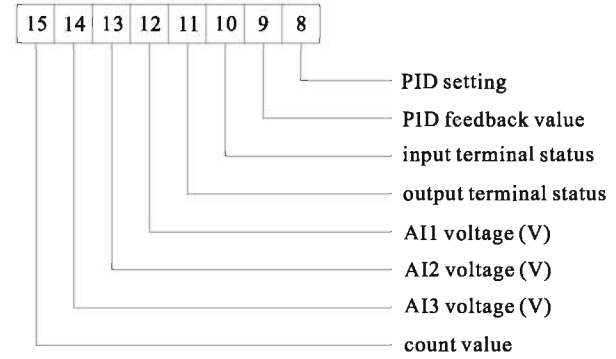 15 14 13 12 11 10 9 8
PID setting
P1D fcedback value
input terminal status
output terminal status
AI1 voltage (V)
AI2 voltage (V)
AI3 voltage (V)
count value